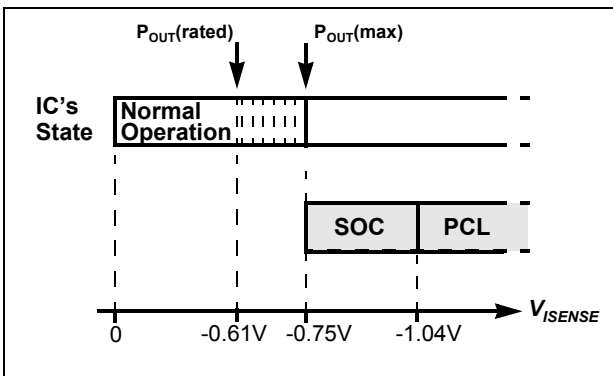 P_OUT(rated) P_OUT(max)
IC's
State
Normal
Operation
SOC PCL
V_ISENSE
0 -0.61V -0.75V -1.04V